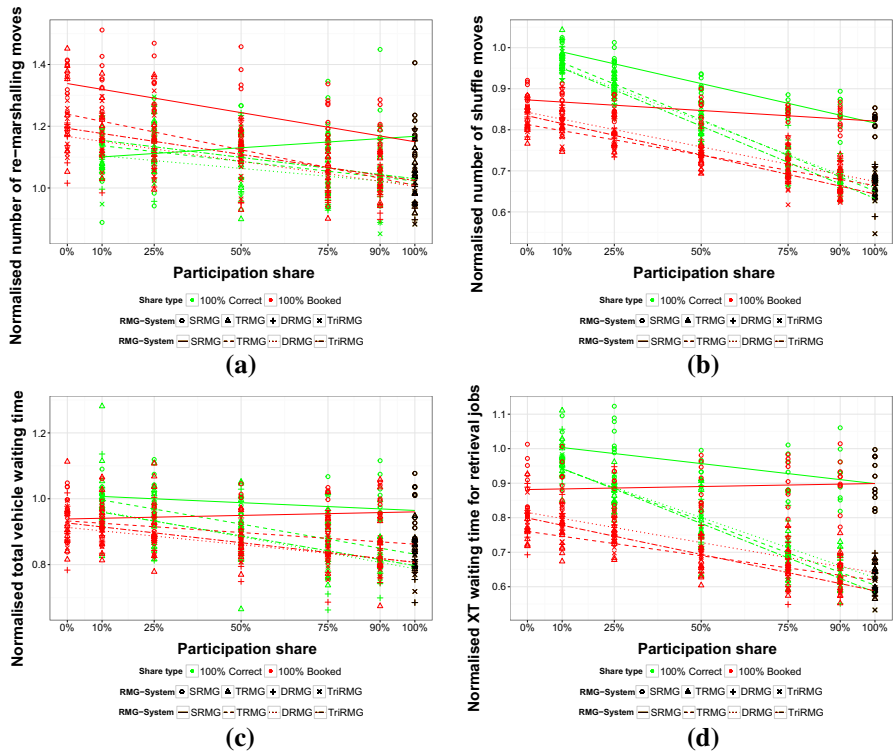 Normalised number of re-marshalling moves
1.4
1.2
1.0
0% 10% 25% 50% 75% 90% 100%
Participation share
Share type 100% Correct 100% Booked
RMG-System SRMG TRMG DRMG TriRMG
RMG-System SRMG TRMG DRMG TriRMG
(a)
Normalised number of shuffle moves
1.0
0.9
0.8
0.7
0.6
0% 10% 25% 50% 75% 90% 100%
Participation share
Share type 100% Correct 100% Booked
RMG-System SRMG TRMG DRMG TriRMG
RMG-System SRMG TRMG DRMG TriRMG
(b)
Normalised total vehicle waiting time
1.2
1.0
0.8
0% 10% 25% 50% 75% 90% 100%
Participation share
Share type 100% Correct 100% Booked
RMG-System SRMG TRMG DRMG TriRMG
RMG-System SRMG TRMG DRMG TriRMG
(c)
Normalised XT waiting time for retrieval jobs
1.1
1.0
0.9
0.8
0.7
0.6
0% 10% 25% 50% 75% 90% 100%
Participation share
Share type 100% Correct 100% Booked
RMG-System SRMG TRMG DRMG TriRMG
RMG-System SRMG TRMG DRMG TriRMG
(d)